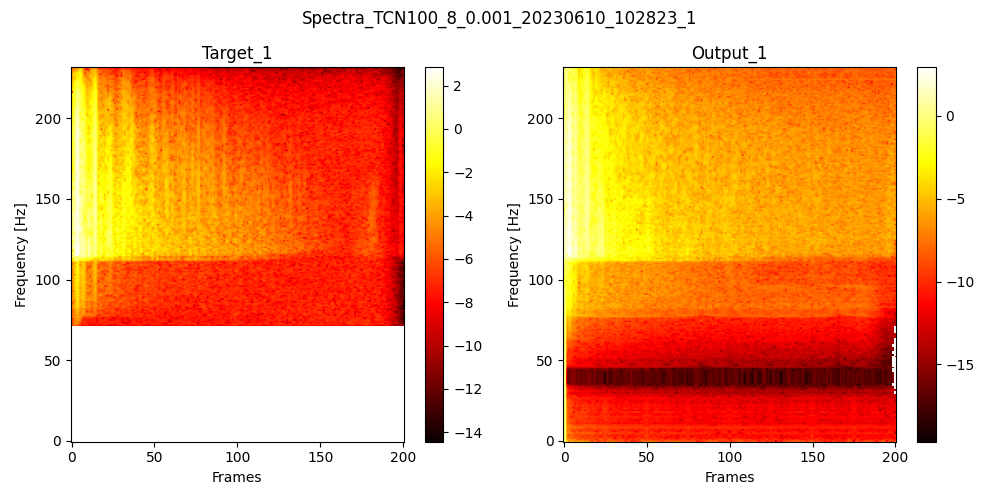 Spectra_TCN100_8_0.001_20230610_102823_1
Target_1
Frequency [Hz]
200
150
100
50
0
0 50 100 150 200
Frames
2
0
−2
−4
−6
−8
−10
−12
−14
Output_1
Frequency [Hz]
200
150
100
50
0
0 50 100 150 200
Frames
0
−5
−10
−15